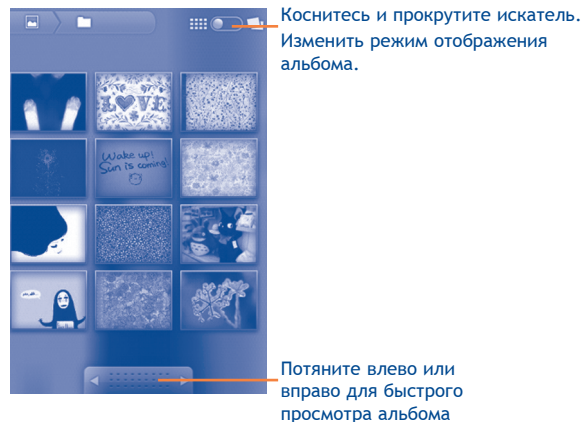 Коснитесь и прокрутите искатель.
Изменить режим отображения
альбома.
LOVE
Wake up!
Sun is coming!
Потяните влево или
вправо для быстрого
просмотра альбома